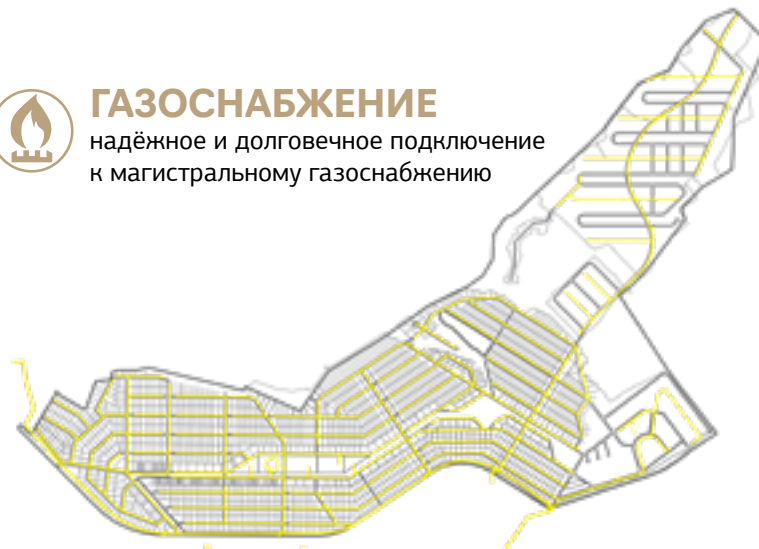 ГАЗОСНАБЖЕНИЕ
надёжное и долговечное подключение
к магистральному газоснабжению